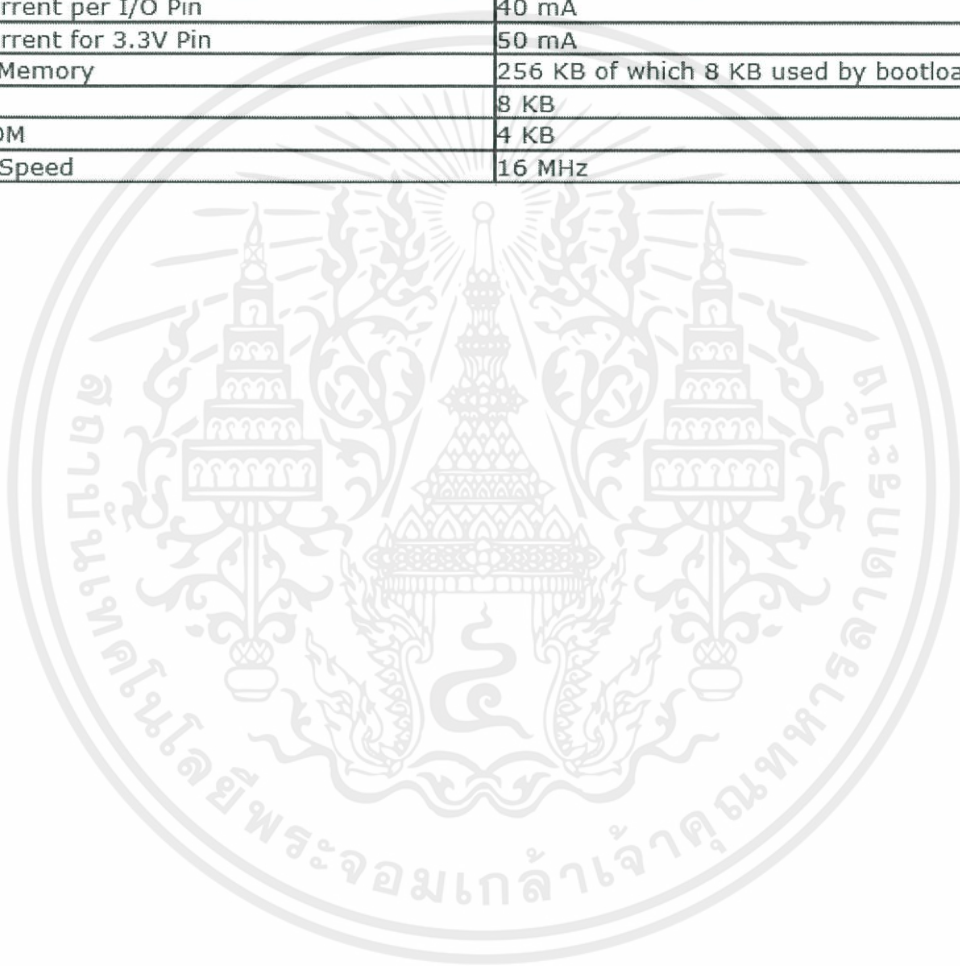 rrent per I/O Pin 40 mA
rrent for 3.3V Pin 50 mA
Memory 256 KB of which 8 KB used by bootloa
8 KB
OM 4 KB
Speed 16 MHz
สถาบันเทคโนโลยีพระจอมเกล้าเจ้าคุณทหารลาดกระบัง